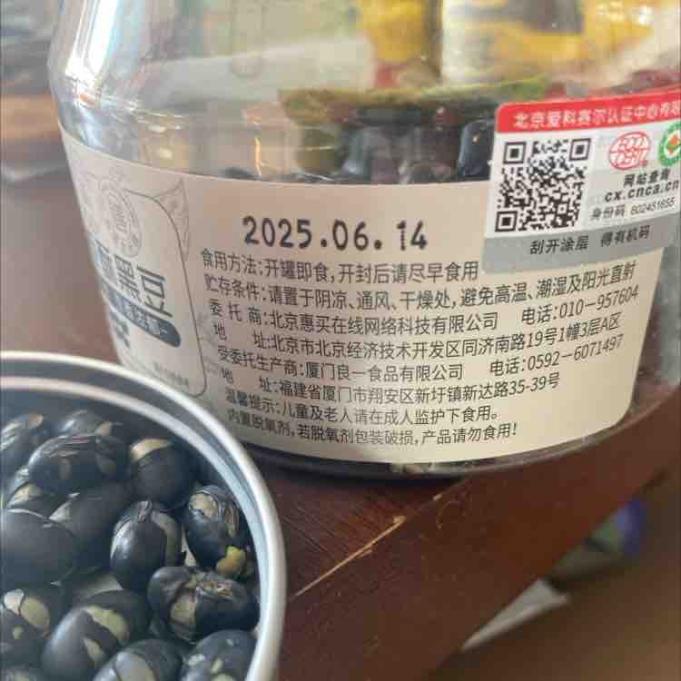 北京爱科赛尔认证中心有限
网站查询
cx.cnca.cn
身份码 802451655
刮开涂层 得有机码
2025.06.14
黑豆
食用方法:开罐即食,开封后请尽早食用
贮存条件:请置于阴凉、通风、干燥处,避免高温、潮湿及阳光直射
委托商:北京惠买在线网络科技有限公司 电话:010-957604
地址:北京市北京经济技术开发区同济南路19号1幢3层A区
受委托生产商:厦门良一食品有限公司 电话:0592-6071497
地址:福建省厦门市翔安区新圩镇新达路35-39号
温馨提示:儿童及老人请在成人监护下食用。
内置脱氧剂,若脱氧剂包装破损,产品请勿食用!